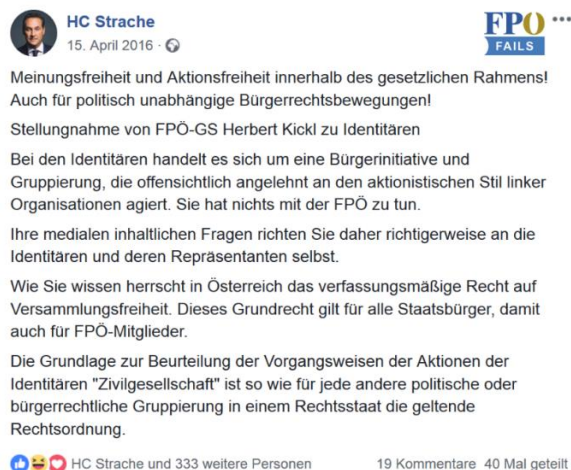 HC Strache
15. April 2016 ·
FPÖ
FAILS
Meinungsfreiheit und Aktionsfreiheit innerhalb des gesetzlichen Rahmens!
Auch für politisch unabhängige Bürgerrechtsbewegungen!
Stellungnahme von FPÖ-GS Herbert Kickl zu Identitären
Bei den Identitären handelt es sich um eine Bürgerinitiative und
Gruppierung, die offensichtlich angelehnt an den aktionistischen Stil linker
Organisationen agiert. Sie hat nichts mit der FPÖ zu tun.
Ihre medialen inhaltlichen Fragen richten Sie daher richtigerweise an die
Identitären und deren Repräsentanten selbst.
Wie Sie wissen herrscht in Österreich das verfassungsmäßige Recht auf
Versammlungsfreiheit. Dieses Grundrecht gilt für alle Staatsbürger, damit
auch für FPÖ-Mitglieder.
Die Grundlage zur Beurteilung der Vorgangsweisen der Aktionen der
Identitären "Zivilgesellschaft" ist so wie für jede andere politische oder
bürgerrechtliche Gruppierung in einem Rechtsstaat die geltende
Rechtsordnung.
HC Strache und 333 weitere Personen 19 Kommentare 40 Mal geteilt